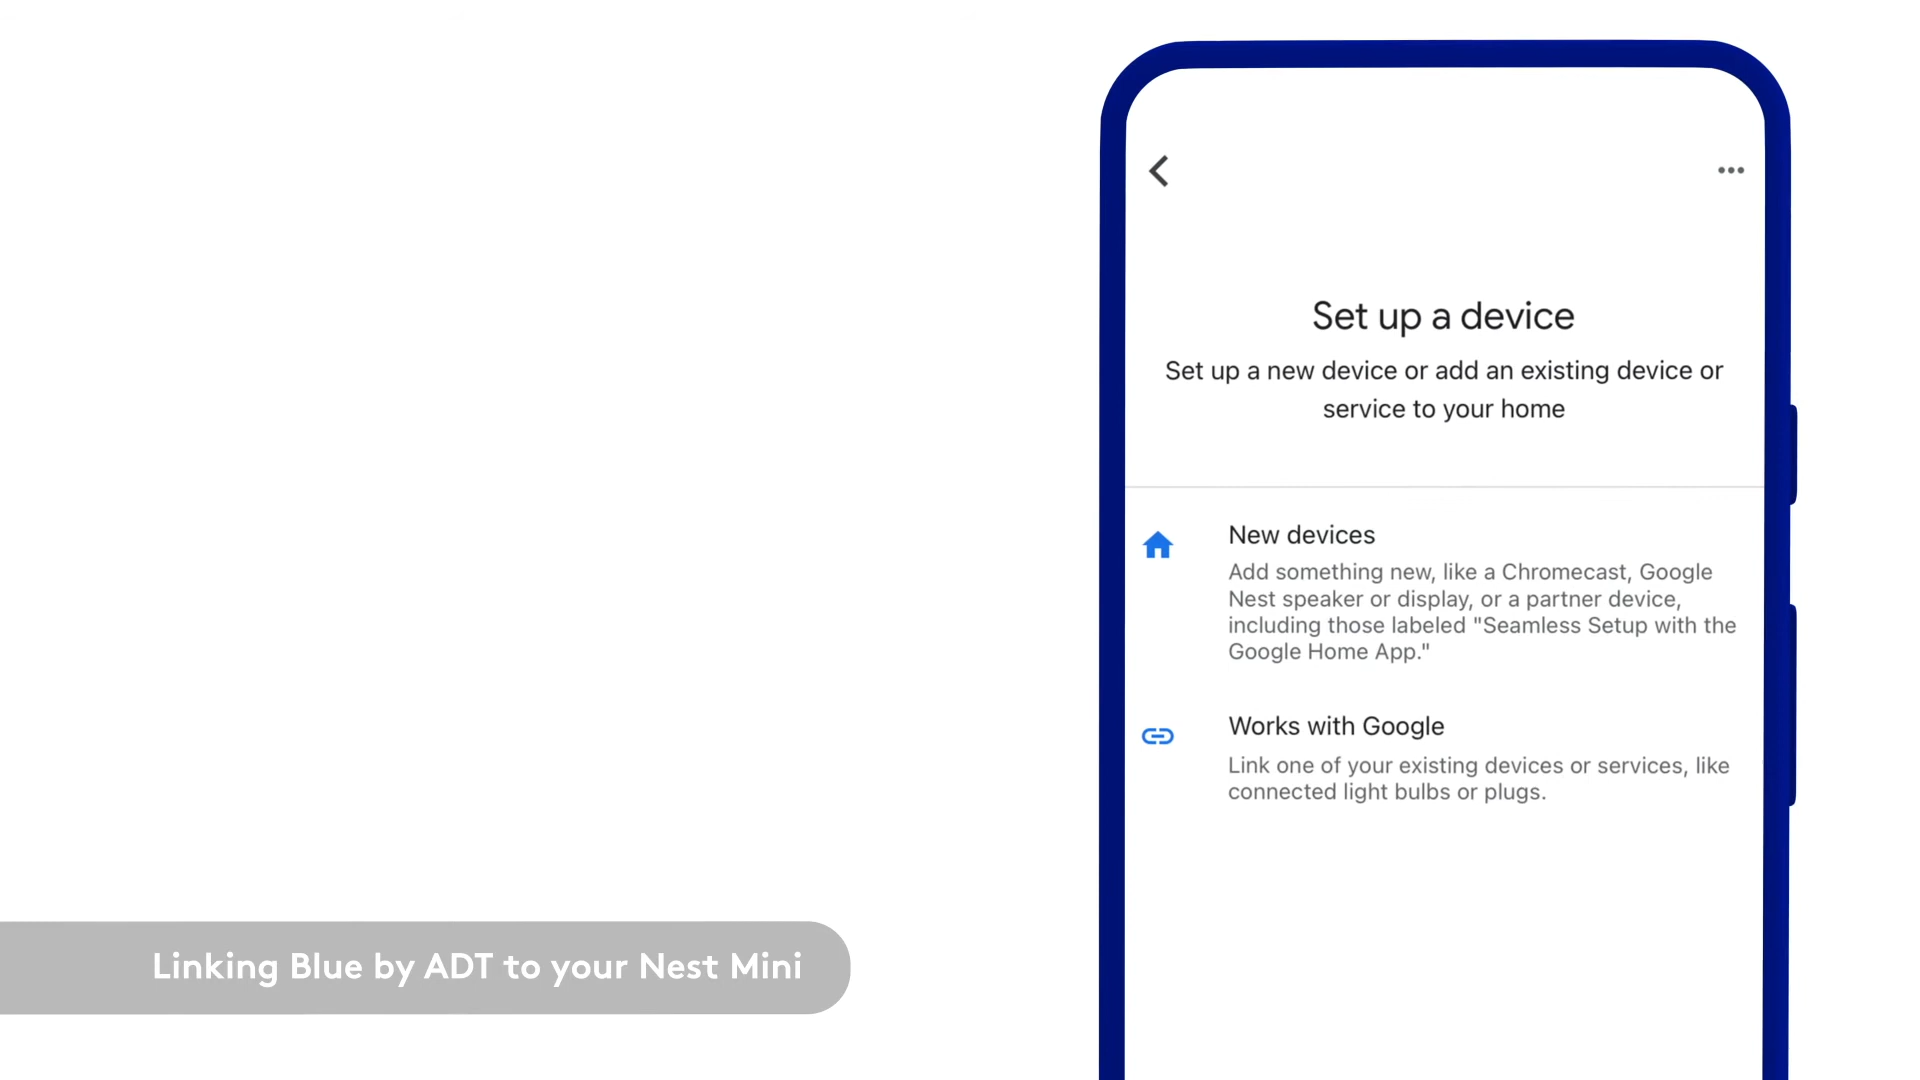 Set up a device
Set up a new device or add an existing device or
service to your home
New devices
Add something new, like a Chromecast, Google
Nest speaker or display, or a partner device,
including those labeled "Seamless Setup with the
Google Home App."
Works with Google
Link one of your existing devices or services, like
connected light bulbs or plugs.
Linking Blue by ADT to your Nest Mini